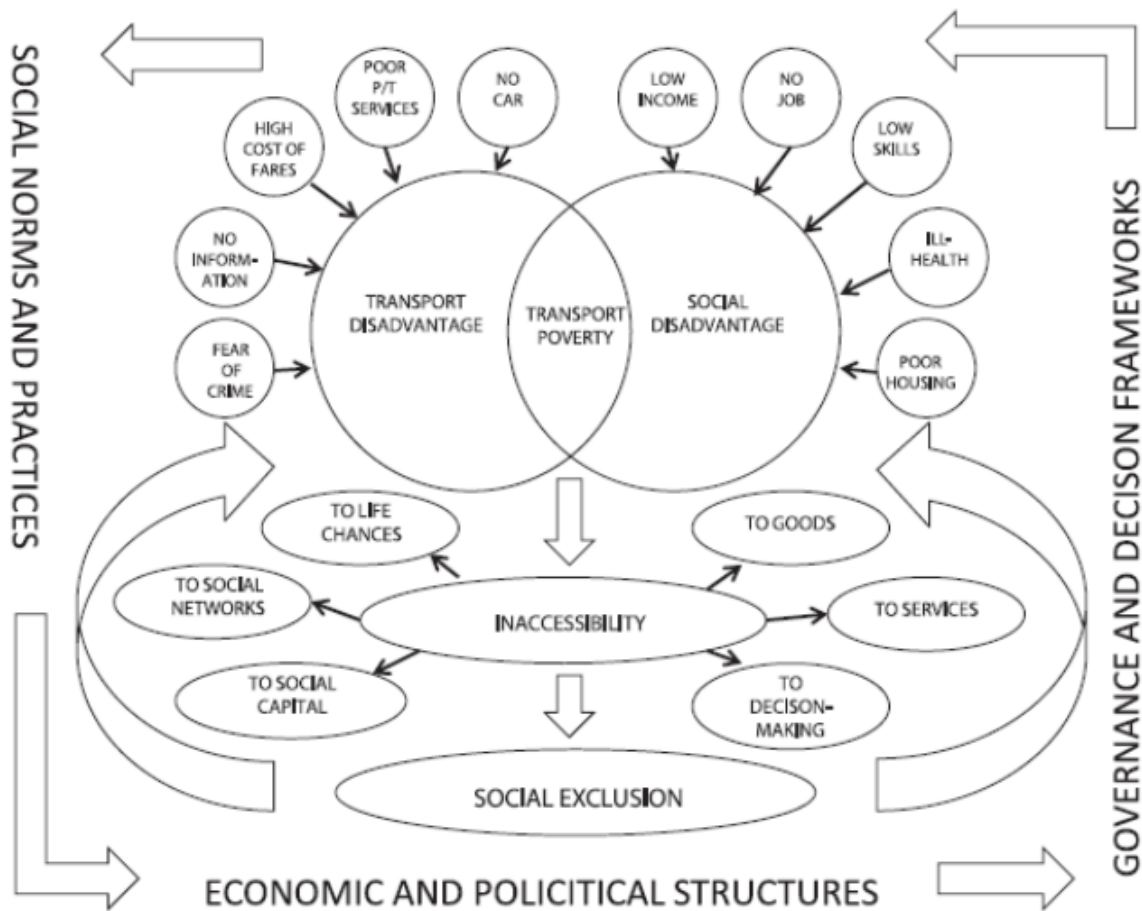 SOCIAL NORMS AND PRACTICES
POOR
P/T
SERVICES
NO
CAR
LOW
INCOME
NO
JOB
HIGH
COST OF
FARES
LOW
SKILLS
NO
INFORM-
ATION
ILL-
HEALTH
FEAR
OF
CRIME
POOR
HOUSING
TRANSPORT
DISADVANTAGE
TRANSPORT
POVERTY
SOCIAL
DISADVANTAGE
GOVERNANCE AND DECISON FRAMEWORKS
TO LIFE
CHANCES
TO GOODS
TO SOCIAL
NETWORKS
INACCESSIBILITY
TO SERVICES
TO SOCIAL
CAPITAL
TO
DECISON-
MAKING
SOCIAL EXCLUSION
ECONOMIC AND POLICITICAL STRUCTURES